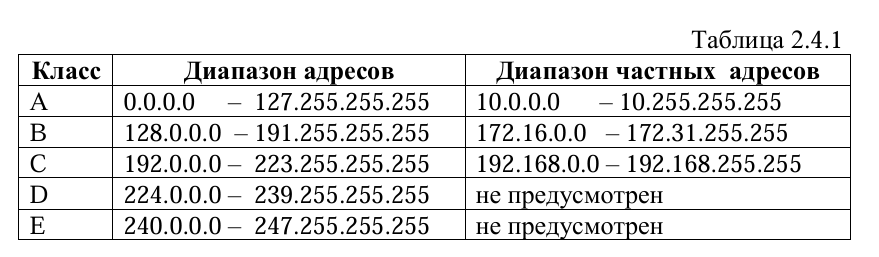 Таблица 2.4.1
Класс Диапазон адресов Диапазон частных адресов
A 0.0.0.0 – 127.255.255.255 10.0.0.0 – 10.255.255.255
B 128.0.0.0 – 191.255.255.255 172.16.0.0 – 172.31.255.255
C 192.0.0.0 – 223.255.255.255 192.168.0.0 – 192.168.255.255
D 224.0.0.0 – 239.255.255.255 не предусмотрен
E 240.0.0.0 – 247.255.255.255 не предусмотрен